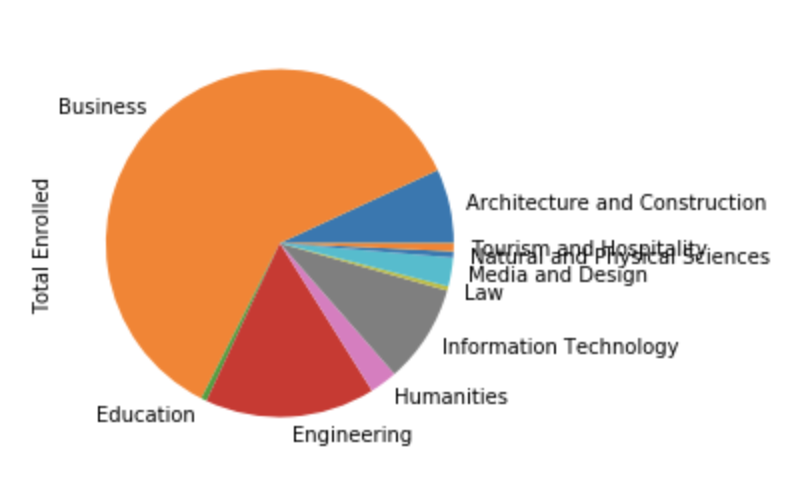 Business
Architecture and Construction
Total Enrolled
Tourism and Hospitality
Natural and Physical Sciences
Media and Design
Law
Information Technology
Humanities
Education
Engineering